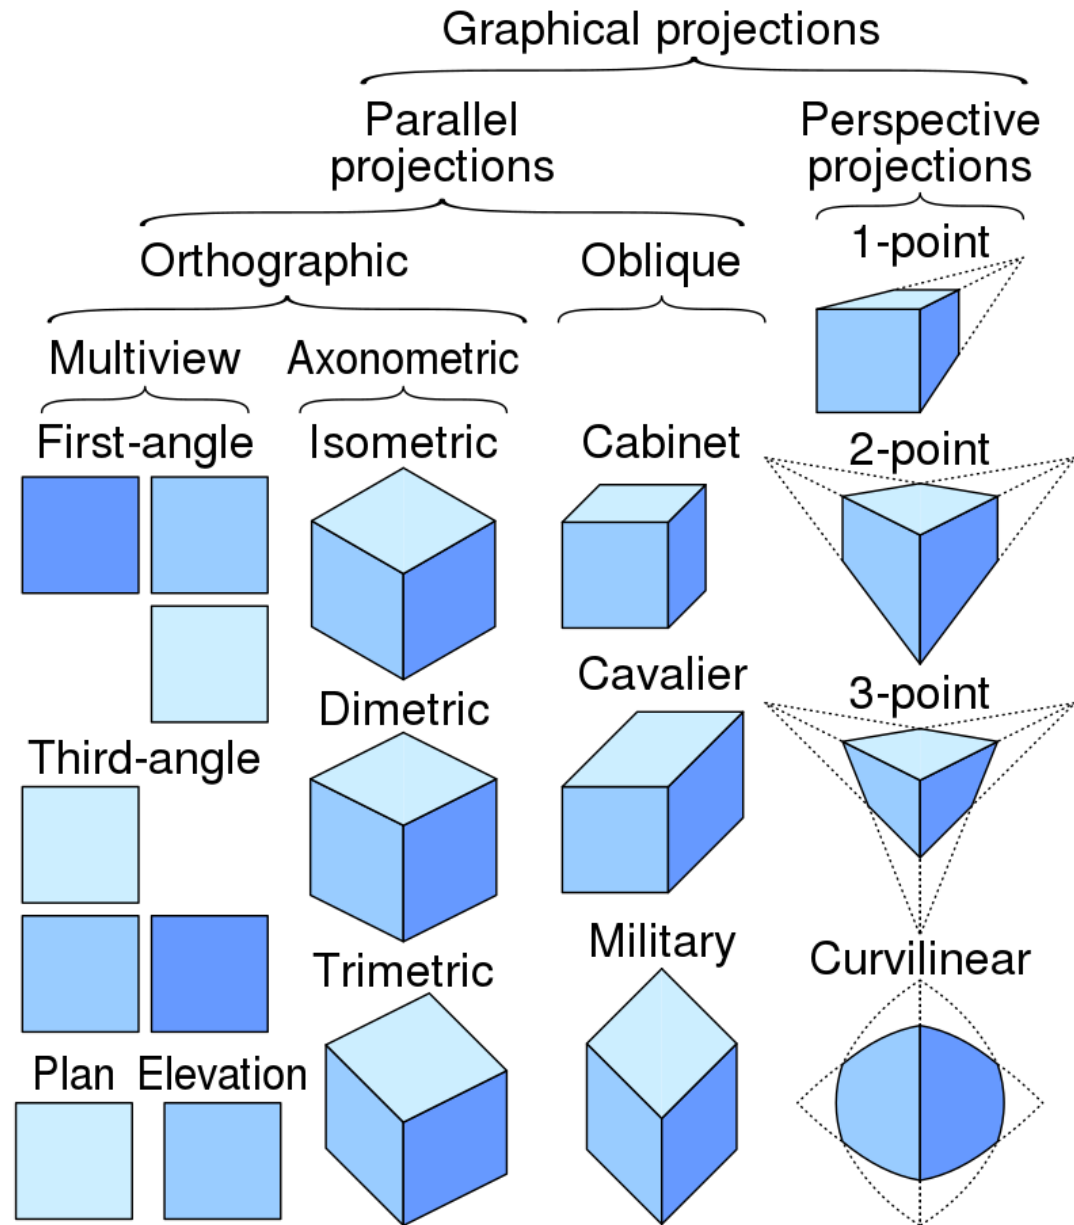 Graphical projections
Parallel
projections
Perspective
projections
Orthographic
Oblique
1-point
Multiview
Axonometric
First-angle
Isometric
Cabinet
2-point
Cavalier
3-point
Dimetric
Third-angle
Military
Curvilinear
Trimetric
Plan
Elevation